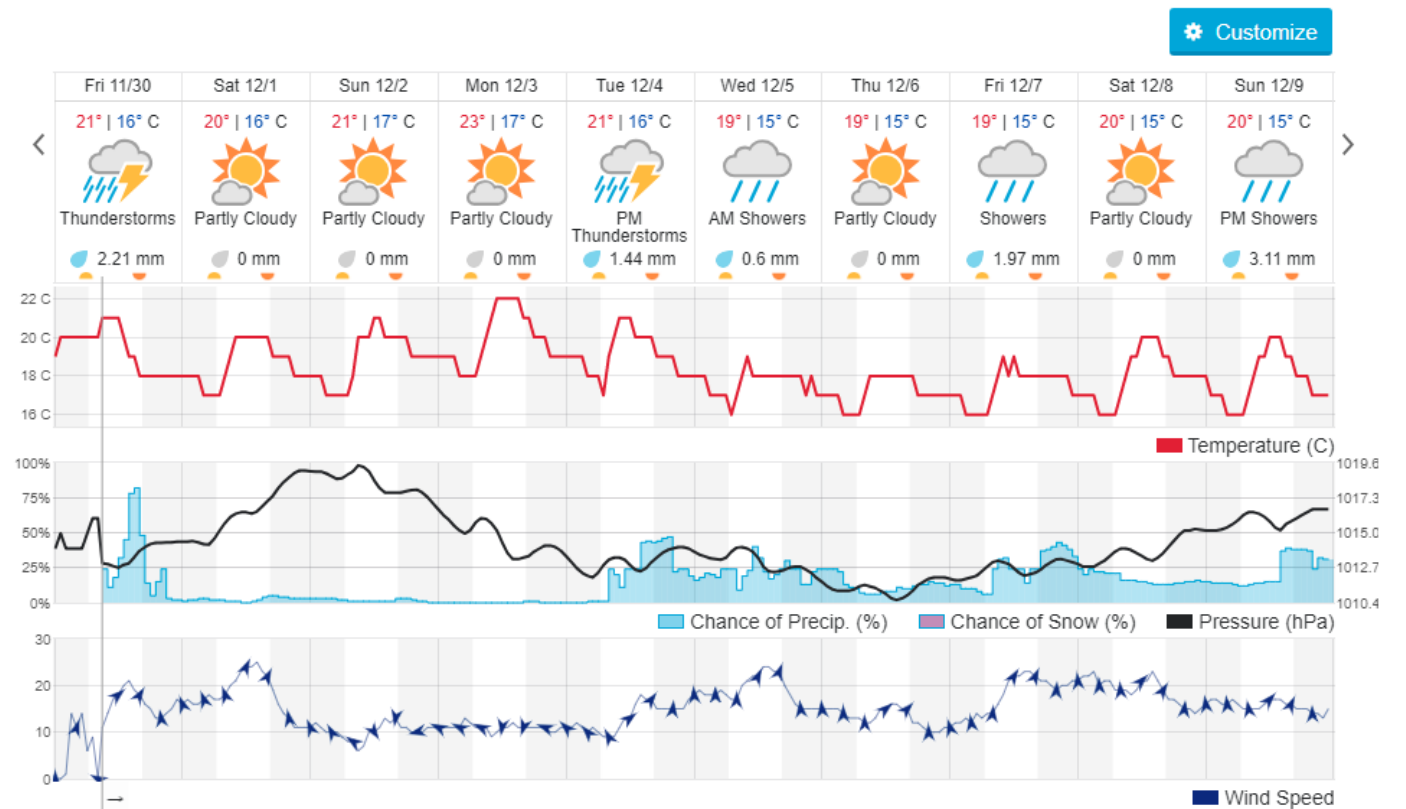 Customize
Fri 11/30 Sat 12/1 Sun 12/2 Mon 12/3 Tue 12/4 Wed 12/5 Thu 12/6 Fri 12/7 Sat 12/8 Sun 12/9
21° | 16° C 20° | 16° C 21° | 17° C 23° | 17° C 21° | 16° C 19° | 15° C 19° | 15° C 19° | 15° C 20° | 15° C 20° | 15° C
Thunderstorms Partly Cloudy Partly Cloudy Partly Cloudy PM AM Showers Partly Cloudy Showers Partly Cloudy PM Showers
Thunderstorms
2.21 mm 0 mm 0 mm 0 mm 1.44 mm 0.6 mm 0 mm 1.97 mm 0 mm 3.11 mm
22 C
20 C
18 C
16 C
Temperature (C)
100% 1019.6
75% 1017.3
50% 1015.0
25% 1012.7
0% 1010.4
Chance of Precip. (%) Chance of Snow (%) Pressure (hPa)
30
20
10
0
Wind Speed